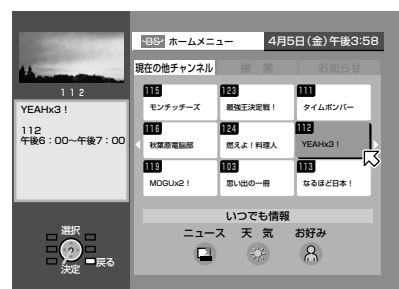 BS ホームメニュー
4月5日(金)午後3:58
112
YEAHx3！
112
午後6：00～午後7：00
現在の他チャンネル
検 索
お知らせ
115
モンチッチーズ
123
最強王決定戦！
111
タイムボンバー
116
秋葉原電脳部
124
燃えよ！料理人
112
YEAHx3！
119
MOGUx2！
103
思い出の一冊
113
なるほど日本！
いつでも情報
ニュース
天 気
お好み
選択
?
決定
戻る